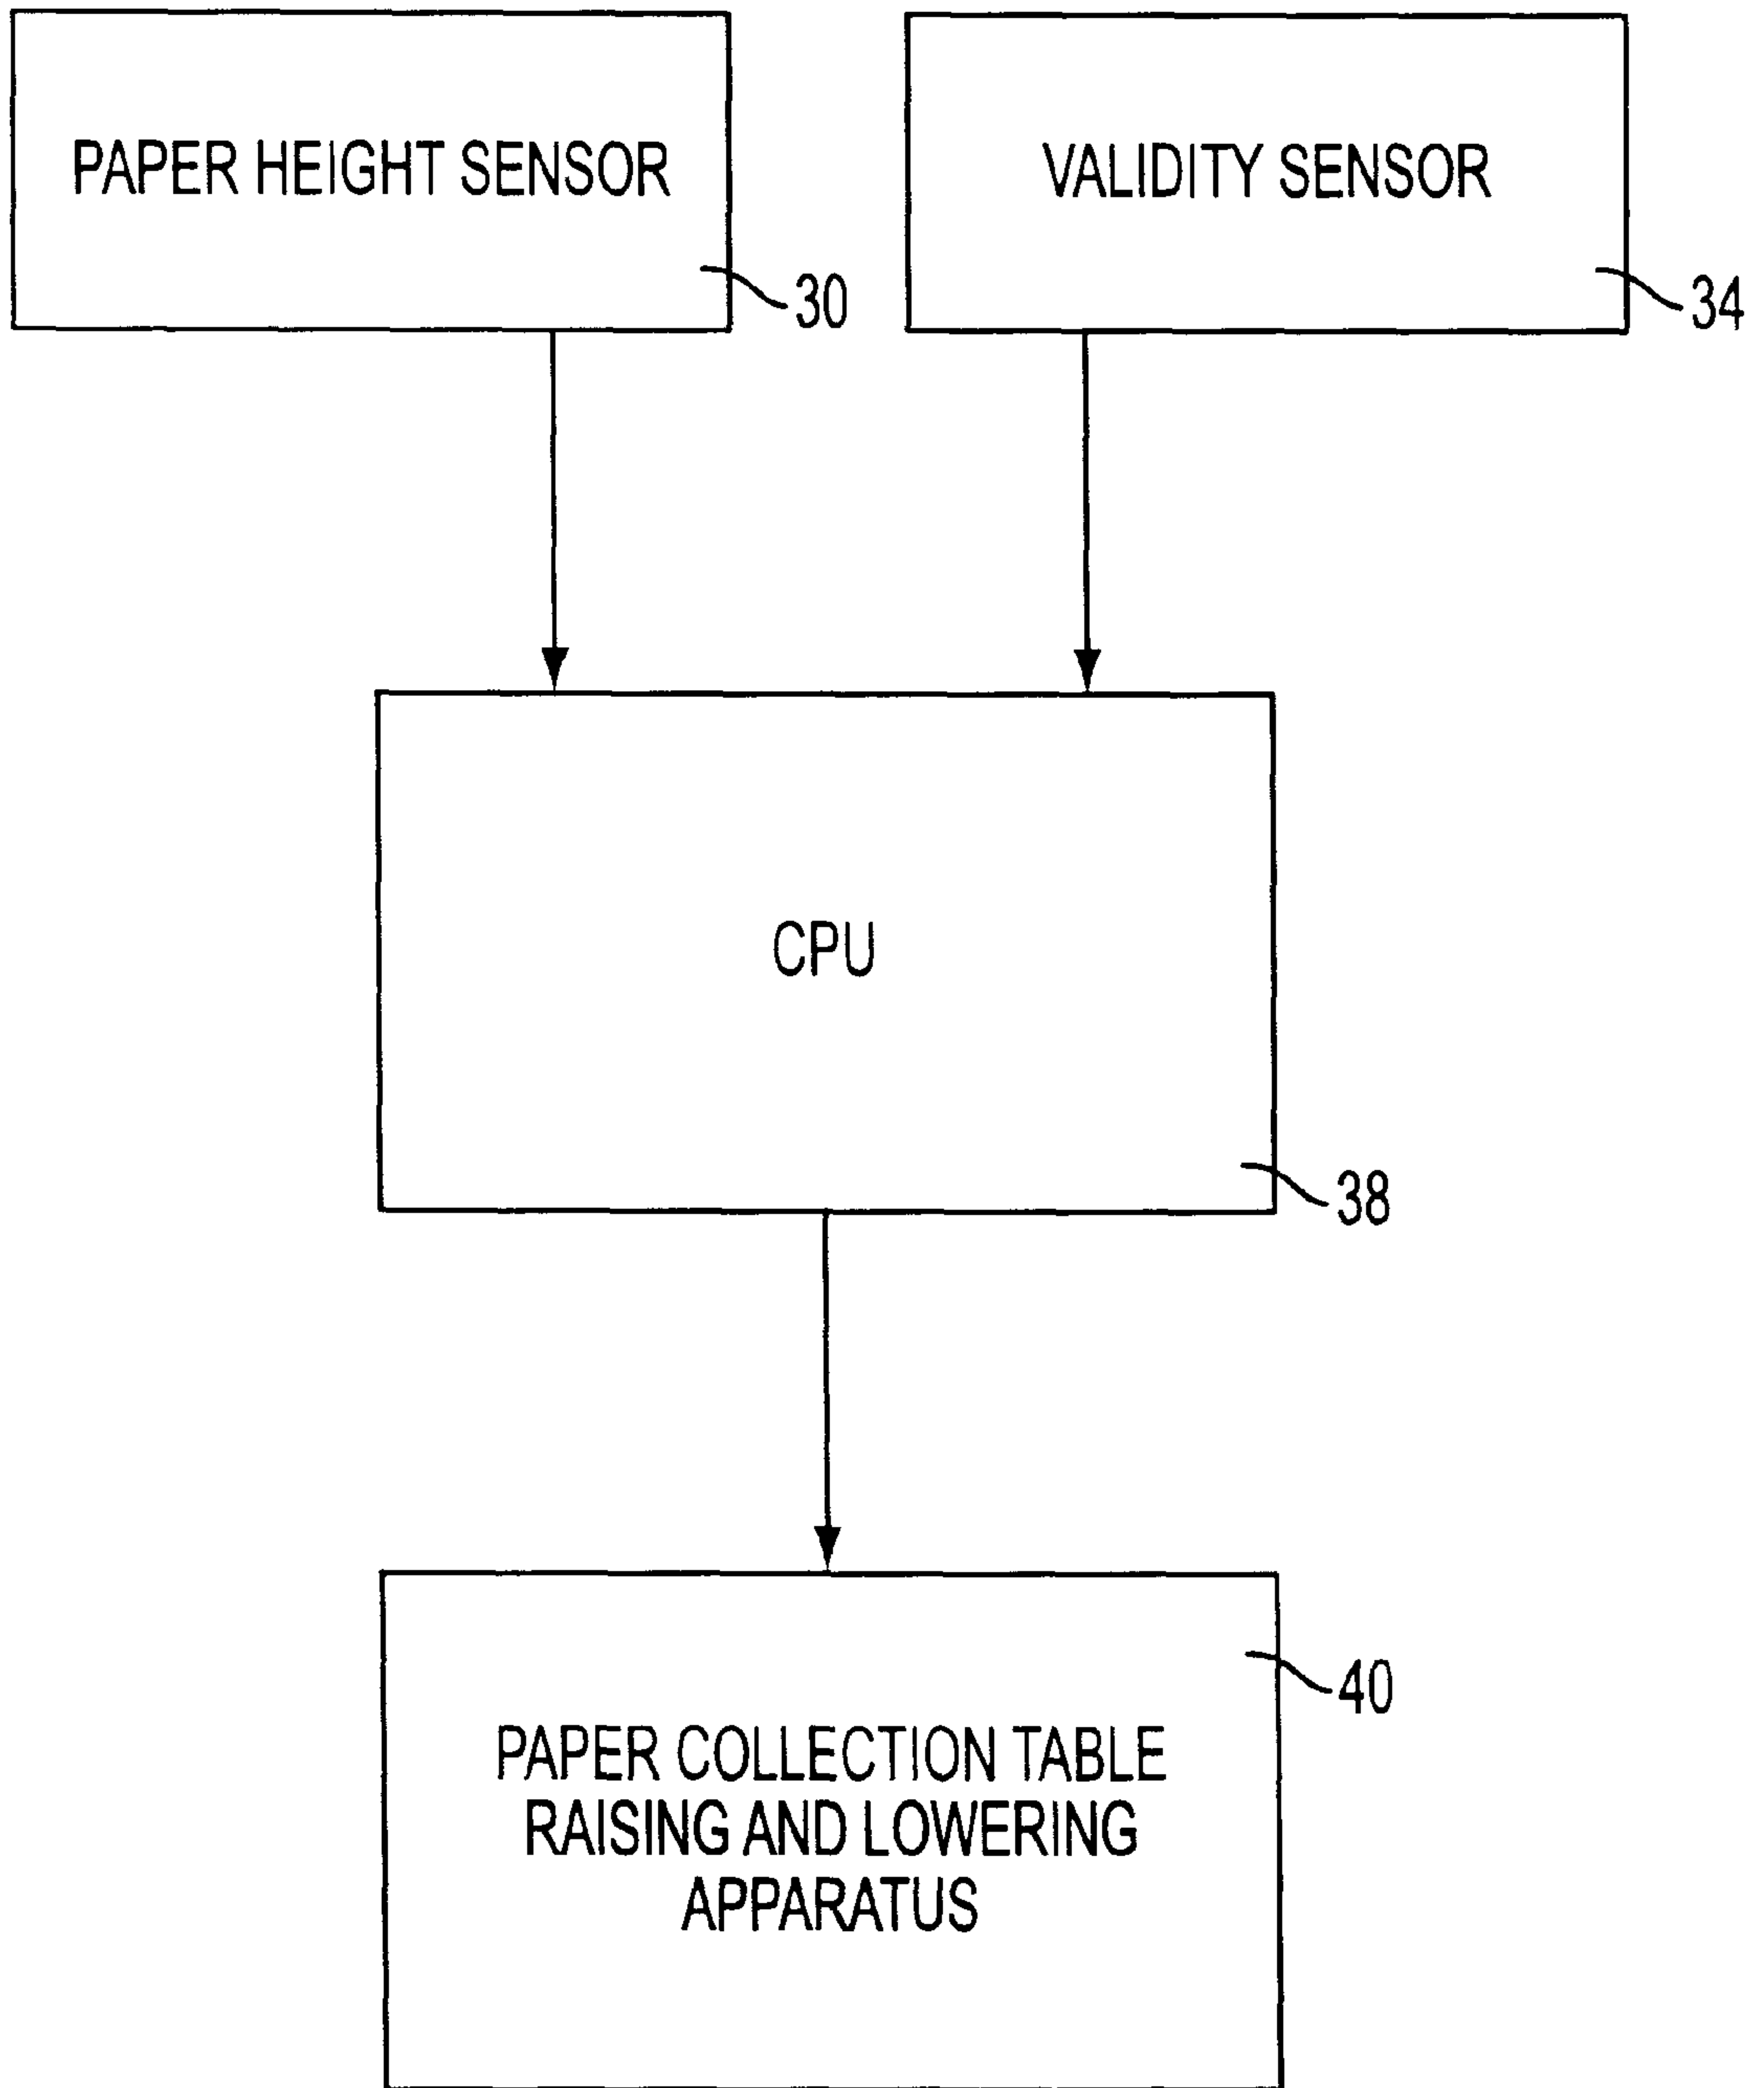 PAPER HEIGHT SENSOR
30
VALIDITY SENSOR
34
CPU
38
40
PAPER COLLECTION TABLE
RAISING AND LOWERING
APPARATUS